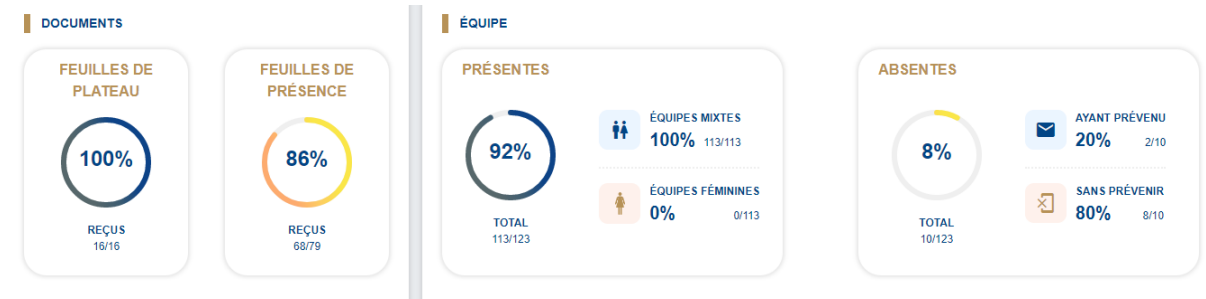 DOCUMENTS
FEUILLES DE
PLATEAU
100%
REÇUS
16/16
FEUILLES DE
PRÉSENCE
86%
REÇUS
68/79
ÉQUIPE
PRÉSENTES
92%
TOTAL
113/123
ÉQUIPES MIXTES
100% 113/113
ÉQUIPES FÉMININES
0% 0/113
ABSENTES
8%
TOTAL
10/123
AYANT PRÉVENU
20% 2/10
SANS PRÉVENIR
80% 8/10